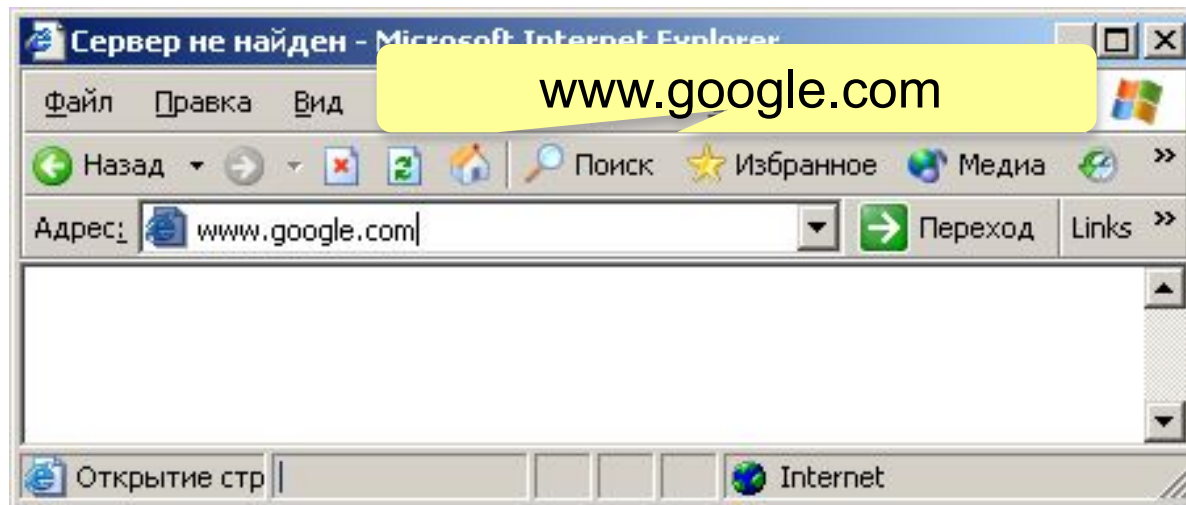 Сервер не найден - Microsoft Internet Explorer
www.google.com
Файл Правка Вид
Назад Поиск Избранное Медиа »
Адрес: www.google.com Переход Links »
Открытие стр Internet